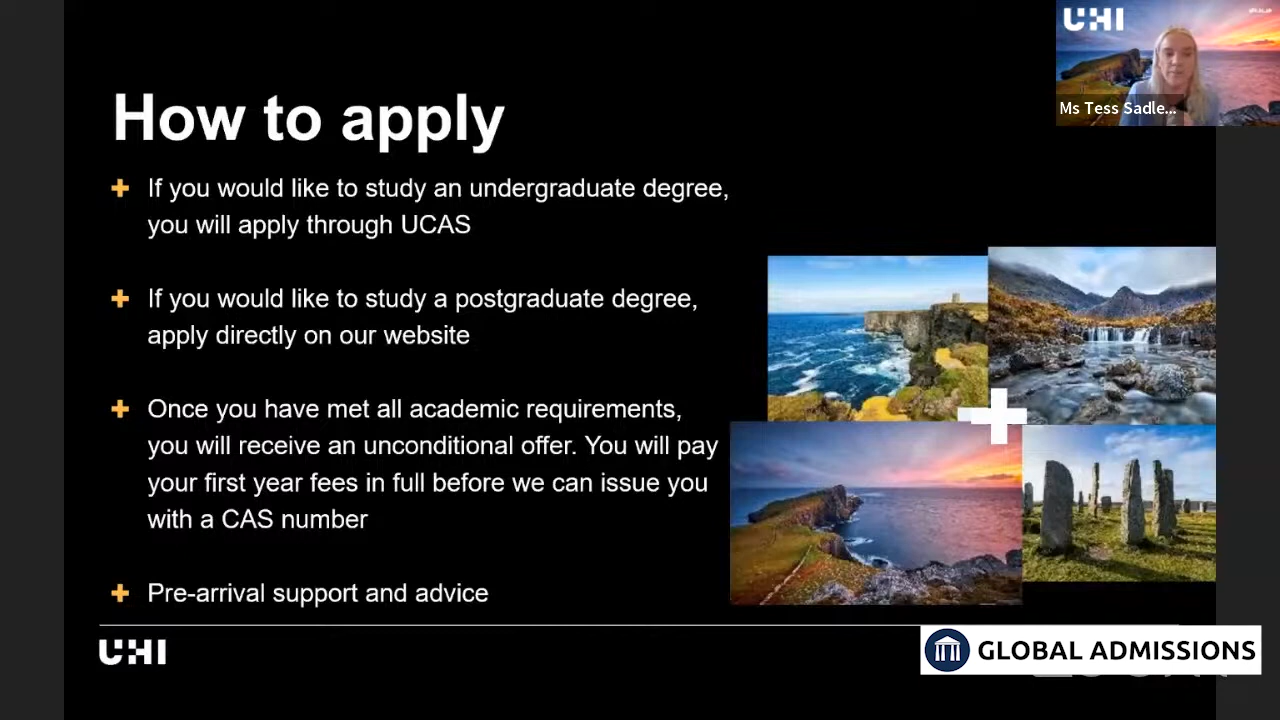 UHI
Ms Tess Sadle...
How to apply
If you would like to study an undergraduate degree,
you will apply through UCAS
If you would like to study a postgraduate degree,
apply directly on our website
Once you have met all academic requirements,
you will receive an unconditional offer. You will pay
your first year fees in full before we can issue you
with a CAS number
Pre-arrival support and advice
UHI
GLOBAL ADMISSIONS